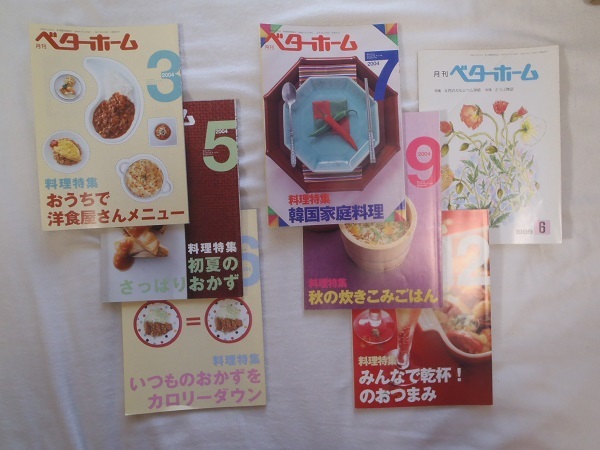 月刊
ベターホーム
3
2004
料理特集
おうちで
洋食屋さんメニュー
ーム
5
2004
料理特集
初夏の
さっぱりおかず
6
料理特集
いつものおかずを
カロリーダウン
月刊
ベターホーム
7
2004
料理特集
韓国家庭料理
9
料理特集
秋の炊きこみごはん
12
料理特集
みんなで乾杯!
のおつまみ
月刊
ベターホーム
6